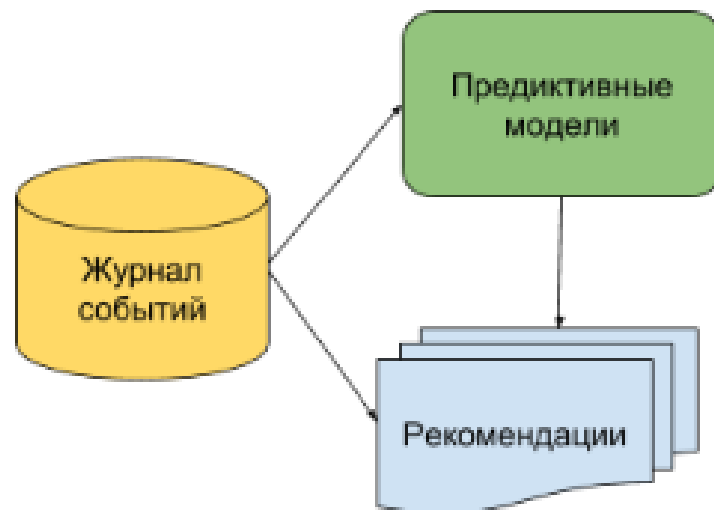 Предиктивные
модели
Журнал
событий
Рекомендации